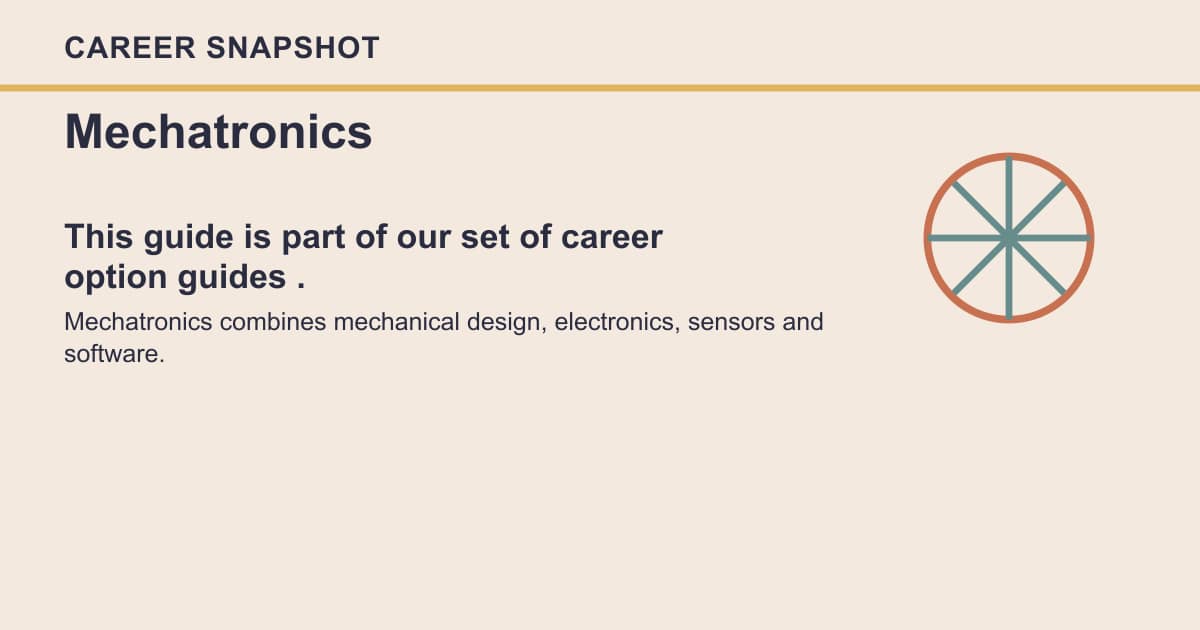 CAREER SNAPSHOT
Mechatronics
This guide is part of our set of career
option guides .
Mechatronics combines mechanical design, electronics, sensors and
software.